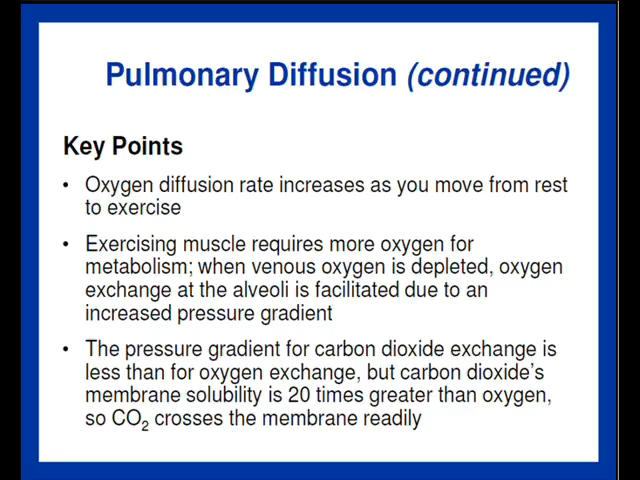 Pulmonary Diffusion (continued)
Key Points
• Oxygen diffusion rate increases as you move from rest
to exercise
• Exercising muscle requires more oxygen for
metabolism; when venous oxygen is depleted, oxygen
exchange at the alveoli is facilitated due to an
increased pressure gradient
• The pressure gradient for carbon dioxide exchange is
less than for oxygen exchange, but carbon dioxide's
membrane solubility is 20 times greater than oxygen,
so CO₂ crosses the membrane readily